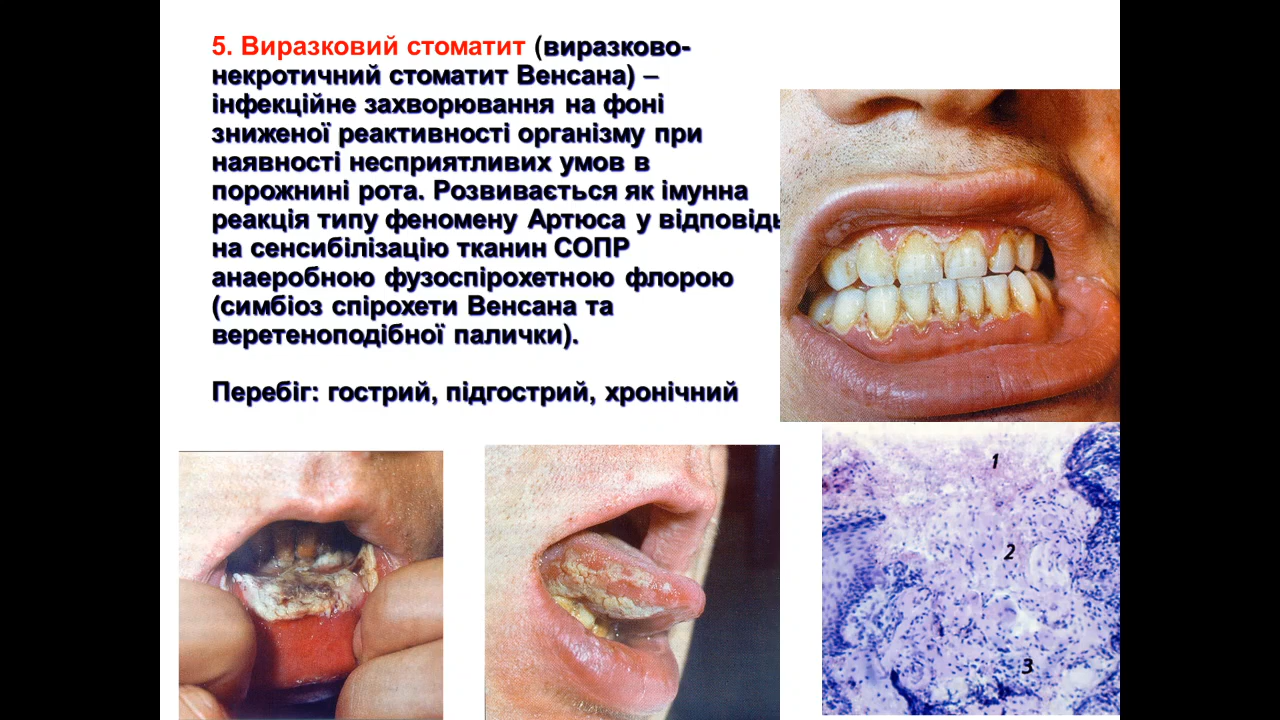 5. Виразковий стоматит (виразково-
некротичний стоматит Венсана) –
інфекційне захворювання на фоні
зниженої реактивності організму при
наявності несприятливих умов в
порожнині рота. Розвивається як імунна
реакція типу феномену Артюса у відповідь
на сенсибілізацію тканин СОПР
анаеробною фузоспірохетною флорою
(симбіоз спірохети Венсана та
веретеноподібної палички).
Перебіг: гострий, підгострий, хронічний
1
2
3